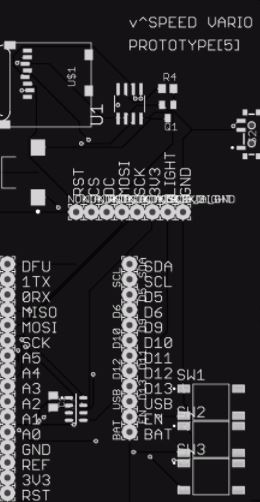 v^SPEED VARIO
PROTOTYPE[5]
U$1
U1
R4
Q1
RST
CS
DC
MOSI
SCK
3V3
LIGHT
GND
DFU
1TX
0RX
MISO
MOSI
SCK
A5
A4
A3
A2
A1
A0
GND
REF
3V3
RST
SDA
SCL
D5
D6
D9
D10
D11
D12
D13
USB
EN
BAT
SCL
D6
D10
D12
USB
BAT
SDA
D5
SW1
SW2
SW3